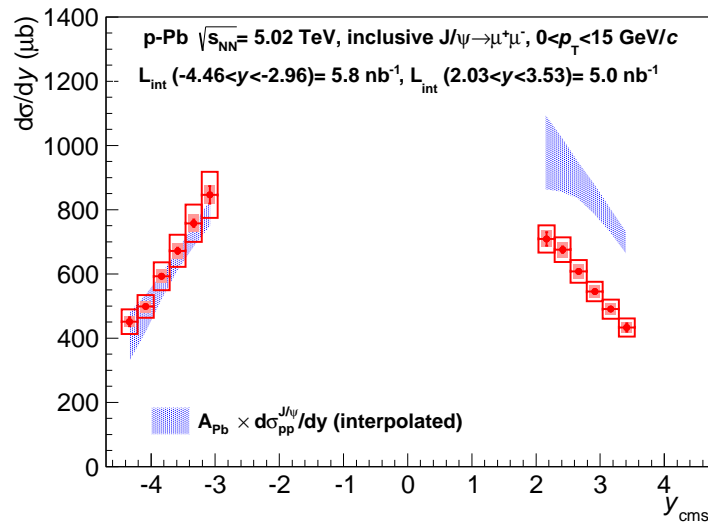 p-Pb √sNN= 5.02 TeV, inclusive J/ψ→μ⁺μ⁻, 0<pT<15 GeV/c
Lint (-4.46<y<-2.96)= 5.8 nb⁻¹, Lint (2.03<y<3.53)= 5.0 nb⁻¹
dσ/dy (μb)
1400
1200
1000
800
600
400
200
0
APb × dσppJ/ψ/dy (interpolated)
-4 -3 -2 -1 0 1 2 3 4
ycms